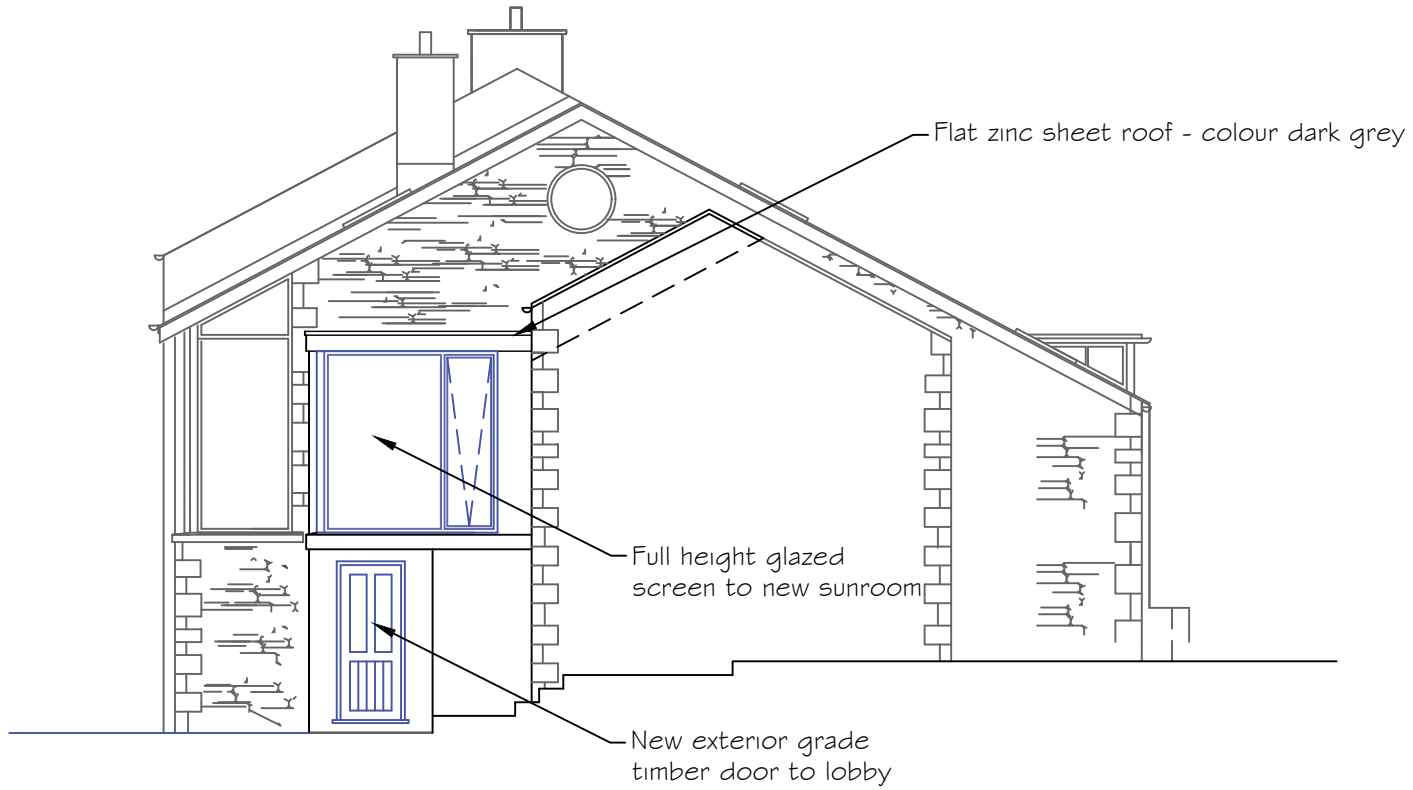 Flat zinc sheet roof - colour dark grey
Full height glazed
screen to new sunroom
New exterior grade
timber door to lobby